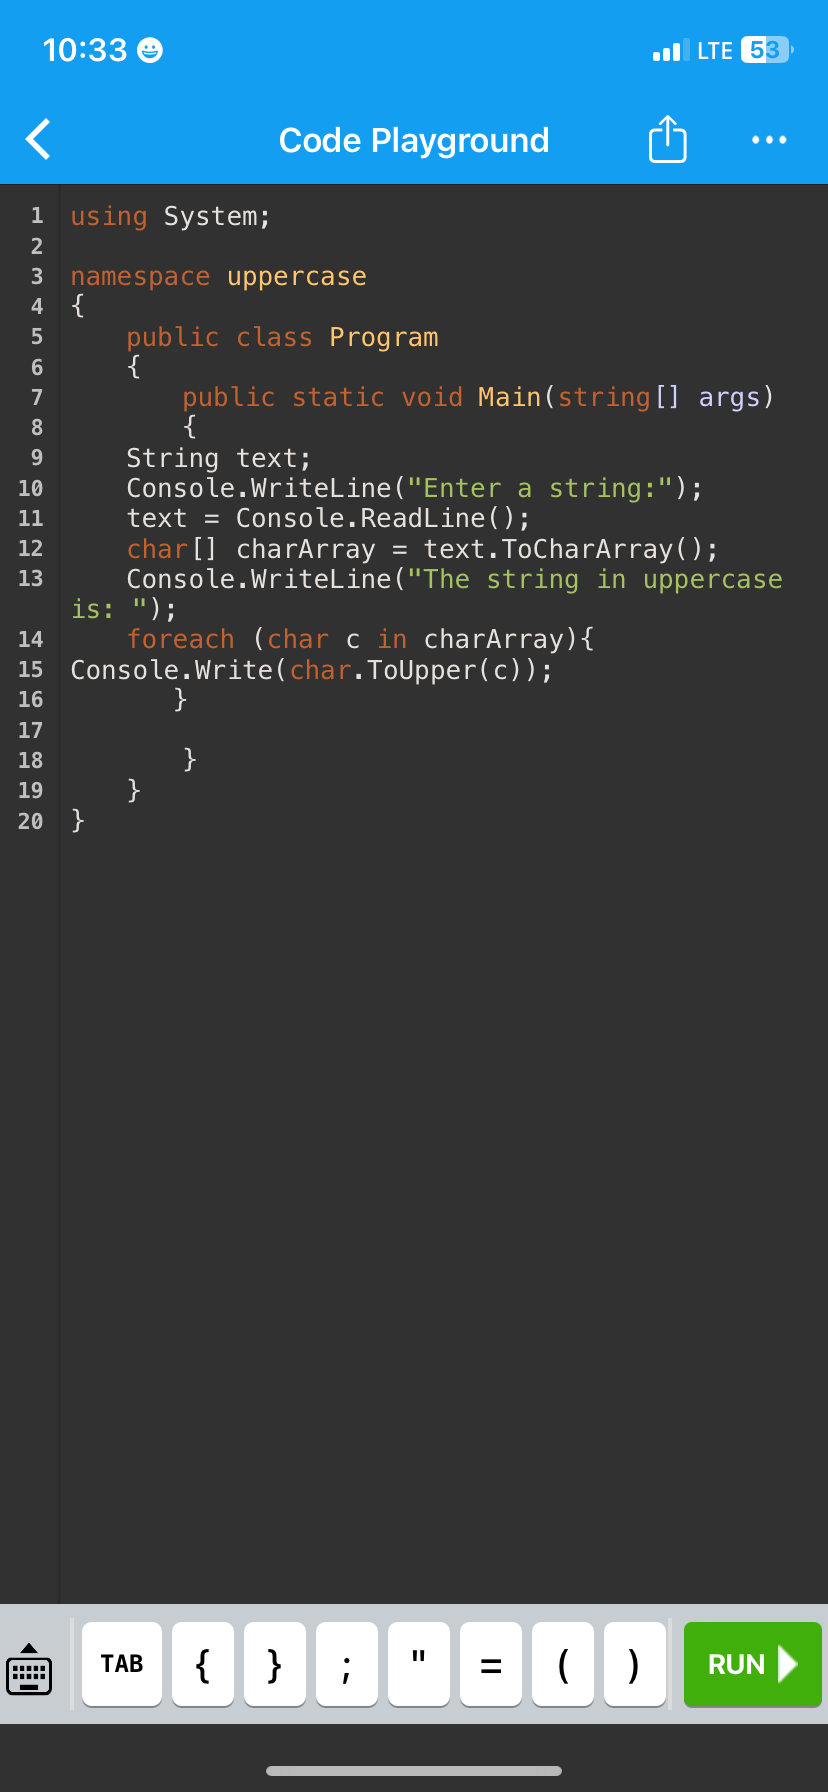 10:33 LTE 53
Code Playground
1 using System;
2
3 namespace uppercase
4 {
5     public class Program
6     {
7         public static void Main(string[] args)
8         {
9     String text;
10     Console.WriteLine("Enter a string:");
11     text = Console.ReadLine();
12     char[] charArray = text.ToCharArray();
13     Console.WriteLine("The string in uppercase
is: ");
14     foreach (char c in charArray){
15 Console.Write(char.ToUpper(c));
16        }
17
18         }
19     }
20 }
TAB { } ; " = ( ) RUN